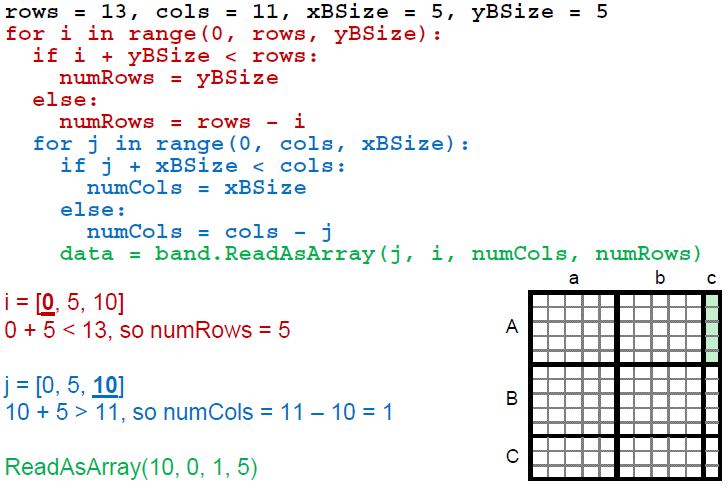 rows = 13, cols = 11, xBSize = 5, yBSize = 5
for i in range(0, rows, yBSize):
  if i + yBSize < rows:
    numRows = yBSize
  else:
    numRows = rows - i
  for j in range(0, cols, xBSize):
    if j + xBSize < cols:
      numCols = xBSize
    else:
      numCols = cols - j
    data = band.ReadAsArray(j, i, numCols, numRows)
a b c
i = [0, 5, 10]
0 + 5 < 13, so numRows = 5
A
j = [0, 5, 10]
10 + 5 > 11, so numCols = 11 – 10 = 1
B
C
ReadAsArray(10, 0, 1, 5)